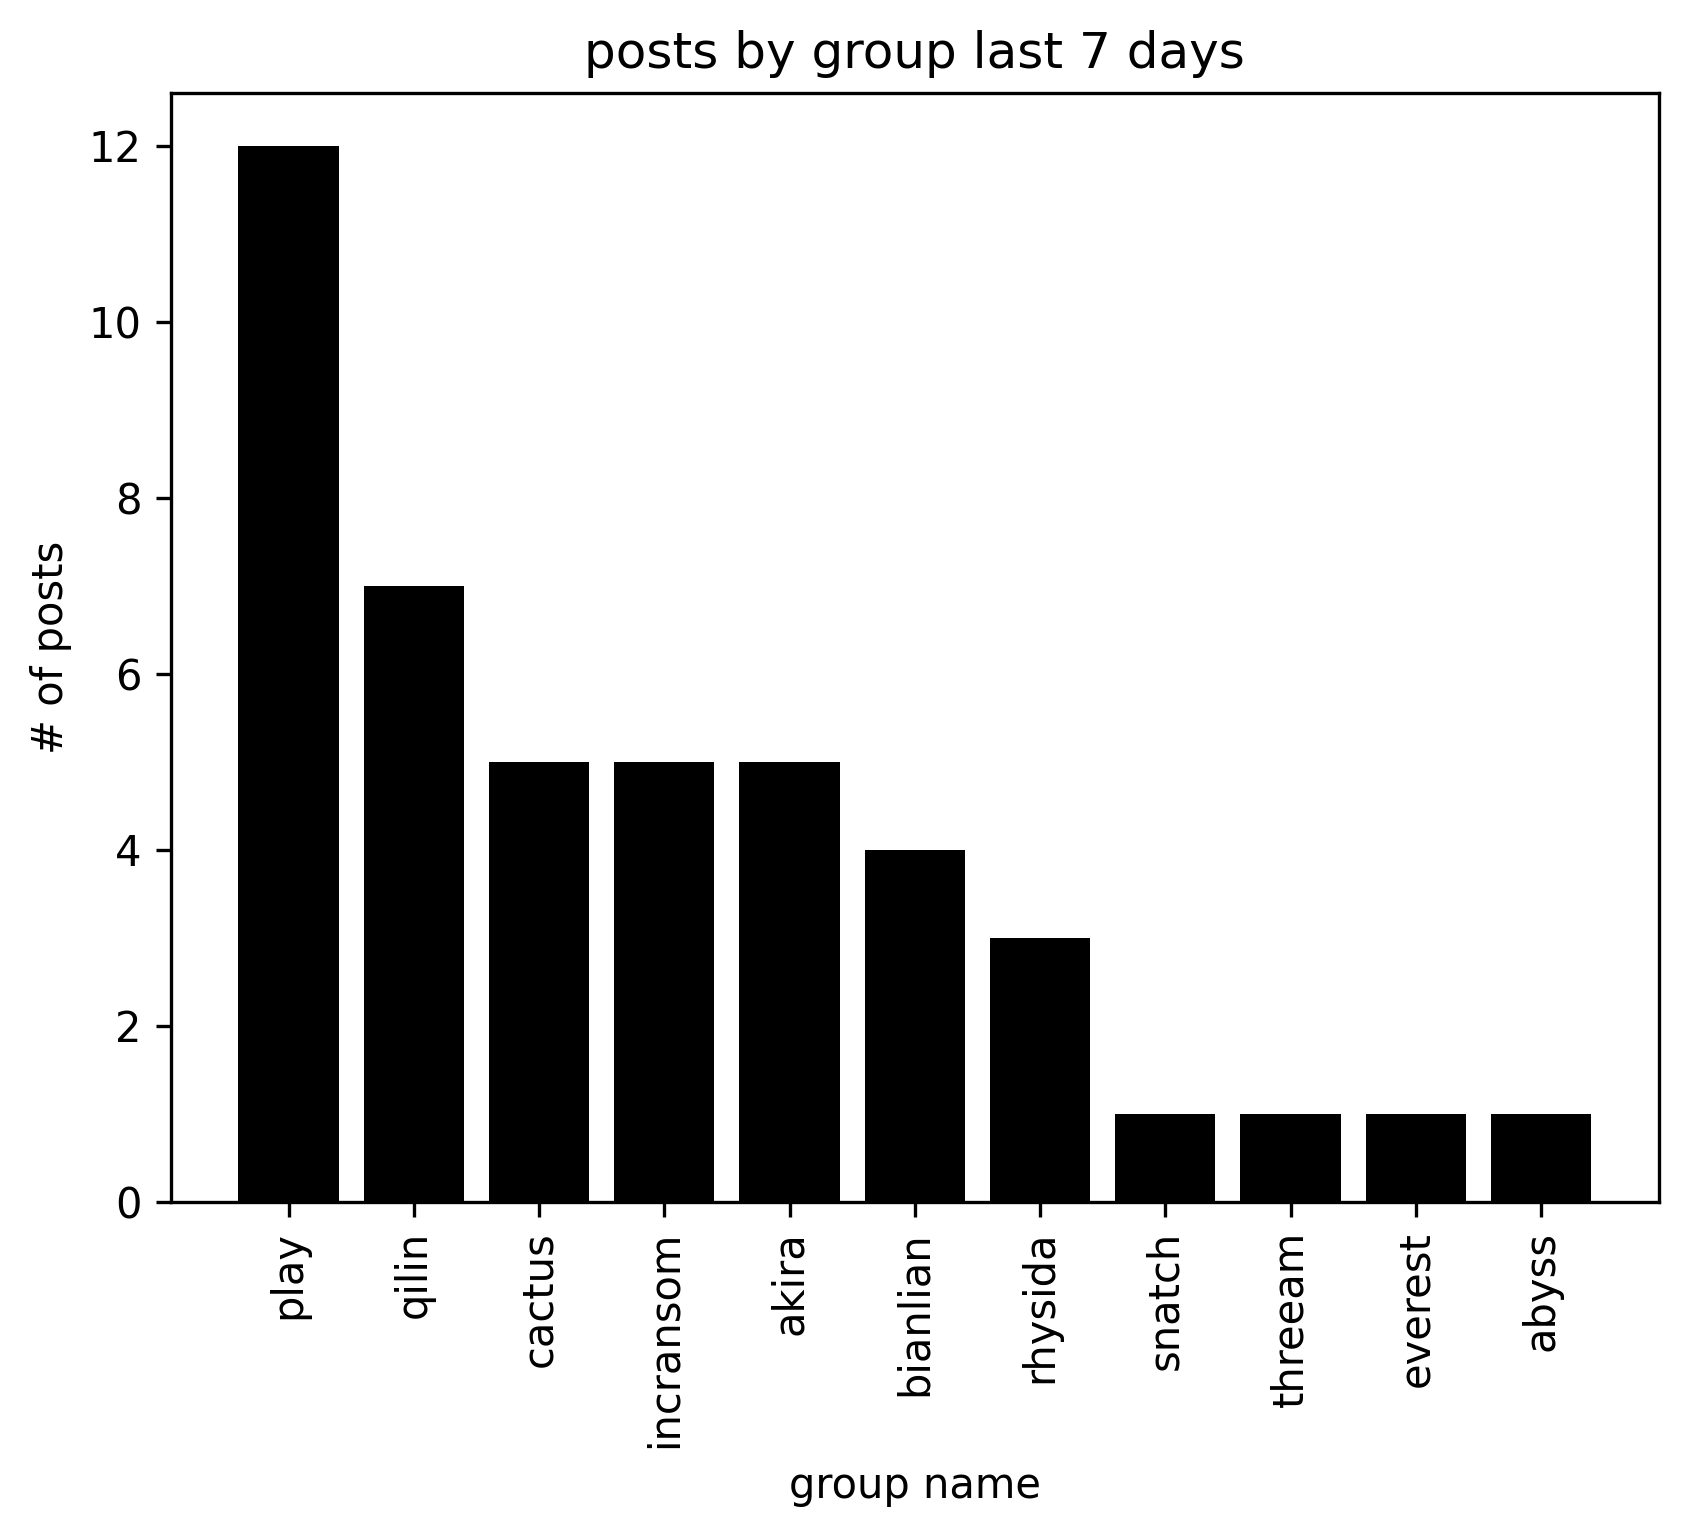 posts by group last 7 days
12
10
8
6
4
2
0
# of posts
play
qilin
cactus
incransom
akira
bianlian
rhysida
snatch
threeam
everest
abyss
group name